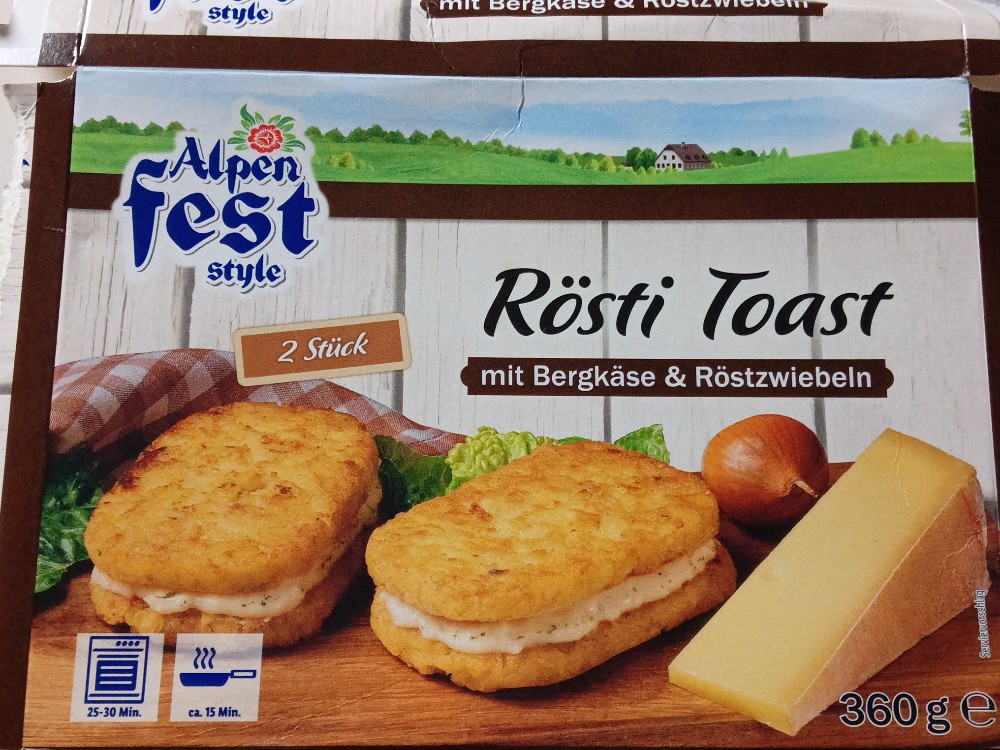 style
mit Bergkäse & Röstzwiebeln
Alpen
fest
style
Rösti Toast
2 Stück
mit Bergkäse & Röstzwiebeln
Serviervorschlag
25-30 Min.
ca. 15 Min.
360 g e